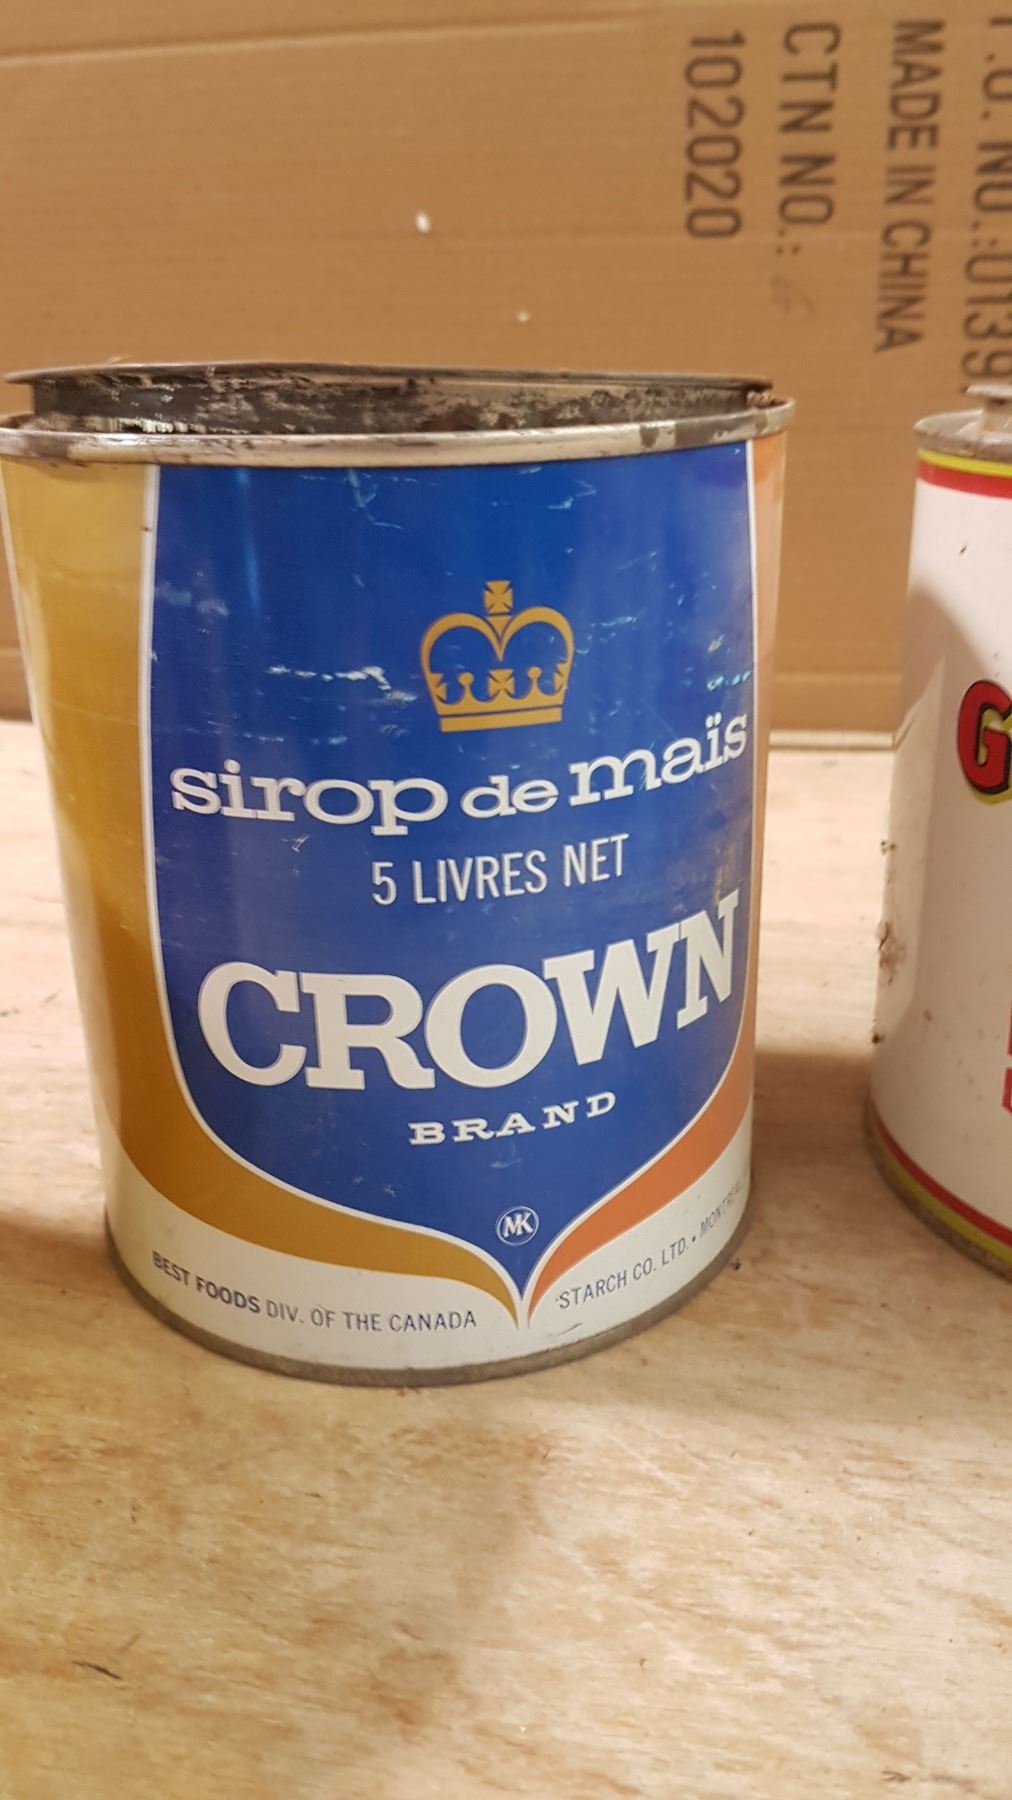 CTN NO.:
102020
MADE IN CHINA
sirop de maïs
5 LIVRES NET
CROWN
BRAND
MK
BEST FOODS DIV. OF THE CANADA STARCH CO. LTD. • MONTREAL
G